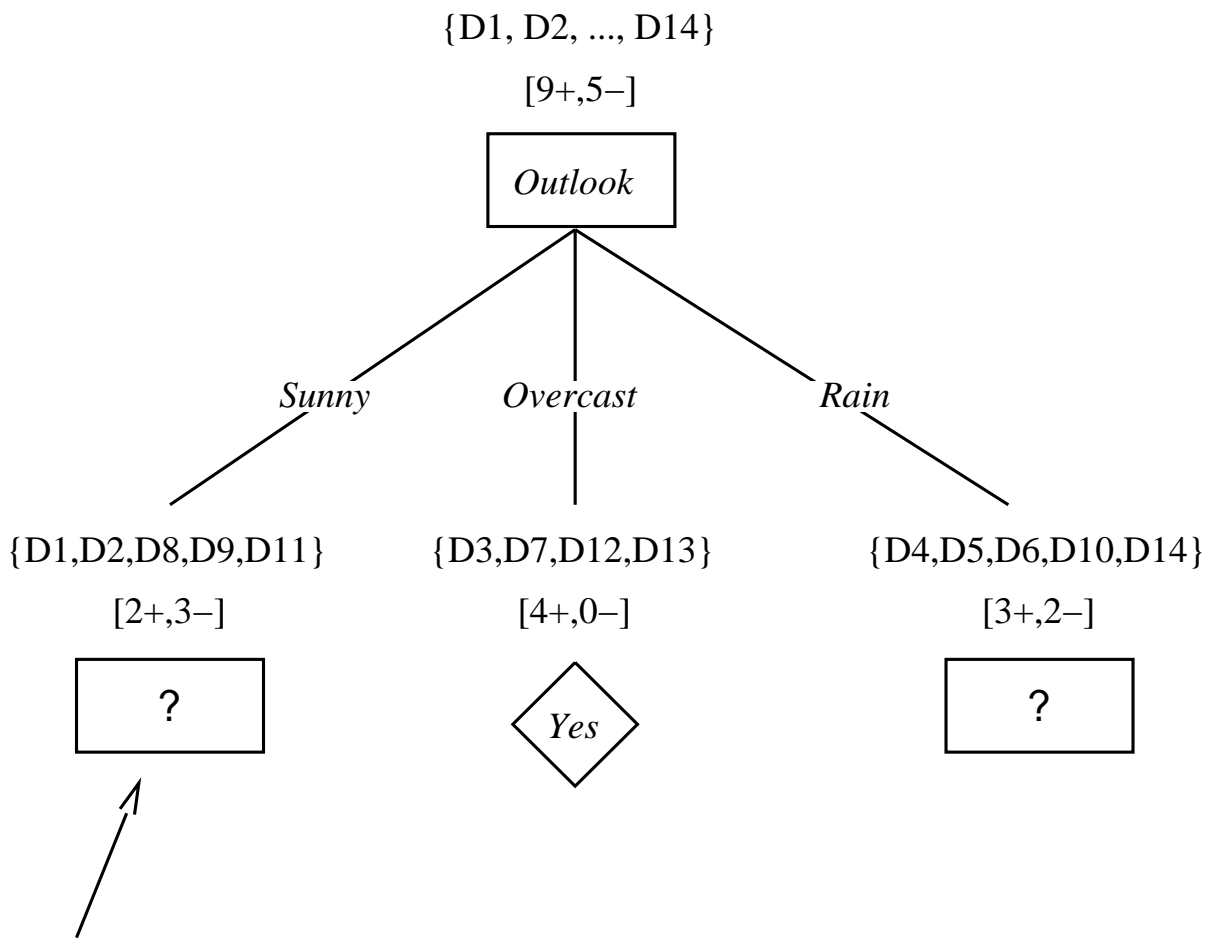 {D1, D2, ..., D14}
[9+,5−]
Outlook
Sunny Overcast Rain
{D1,D2,D8,D9,D11} {D3,D7,D12,D13} {D4,D5,D6,D10,D14}
[2+,3−] [4+,0−] [3+,2−]
? Yes ?